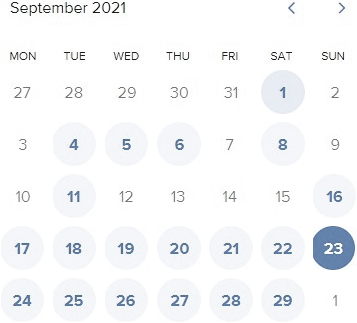 September 2021
MON TUE WED THU FRI SAT SUN
27 28 29 30 31 1 2
3 4 5 6 7 8 9
10 11 12 13 14 15 16
17 18 19 20 21 22 23
24 25 26 27 28 29 1